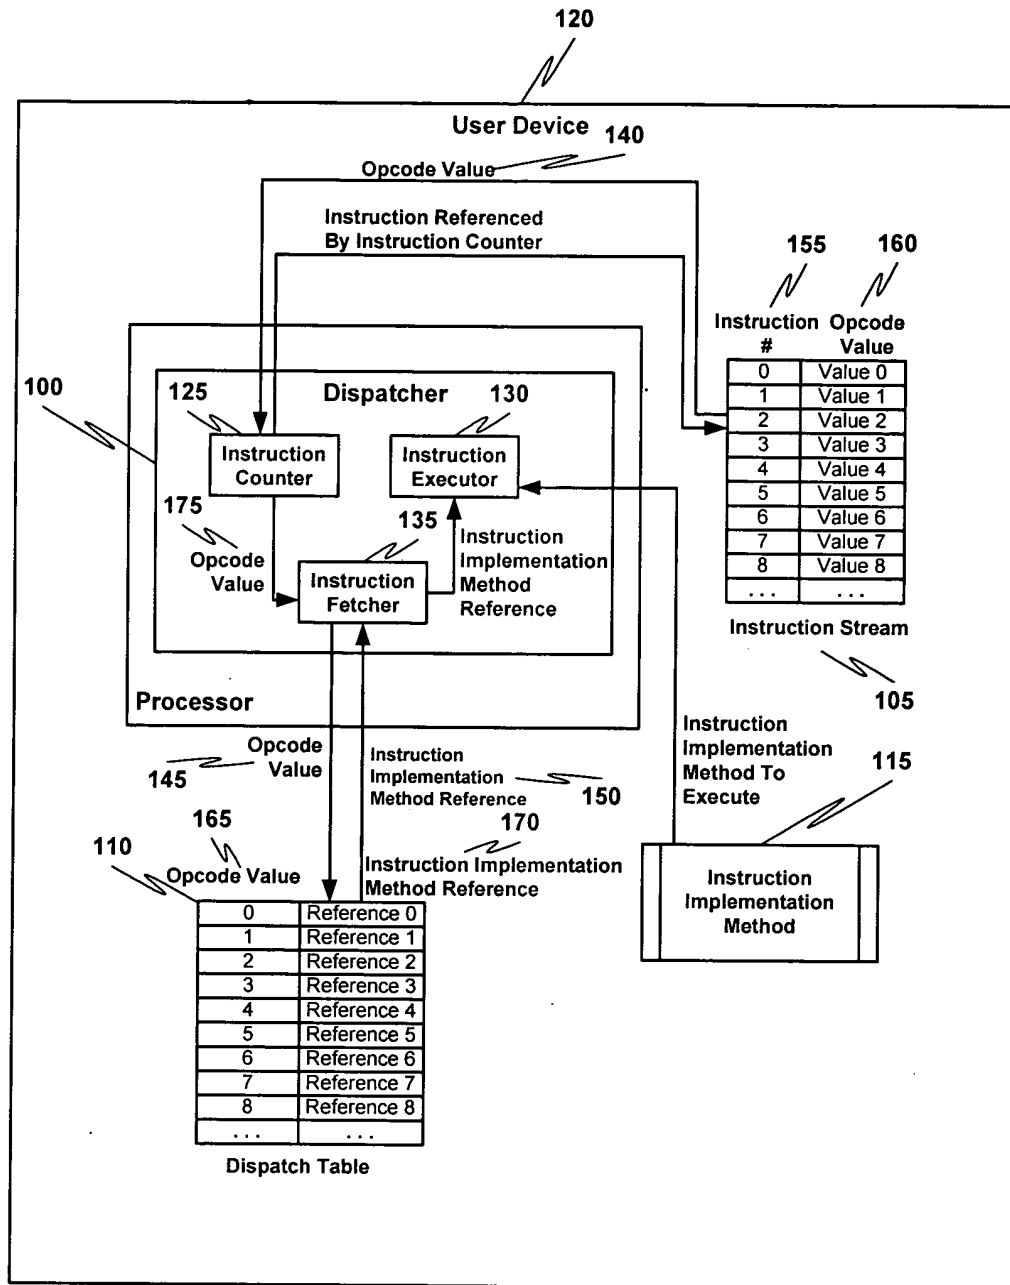 120
User Device
140
Opcode Value
Instruction Referenced
By Instruction Counter
155
160
Instruction
#
Opcode
Value
0 Value 0
1 Value 1
2 Value 2
3 Value 3
4 Value 4
5 Value 5
6 Value 6
7 Value 7
8 Value 8
... ...
Instruction Stream
105
100
Dispatcher
125
130
Instruction
Counter
Instruction
Executor
175
Opcode
Value
135
Instruction
Fetcher
Instruction
Implementation
Method
Reference
Processor
Opcode
Value
145
Instruction
Implementation
Method Reference
150
Instruction
Implementation
Method To
Execute
115
Instruction
Implementation
Method
110
165
Opcode Value
170
Instruction Implementation
Method Reference
0 Reference 0
1 Reference 1
2 Reference 2
3 Reference 3
4 Reference 4
5 Reference 5
6 Reference 6
7 Reference 7
8 Reference 8
... ...
Dispatch Table